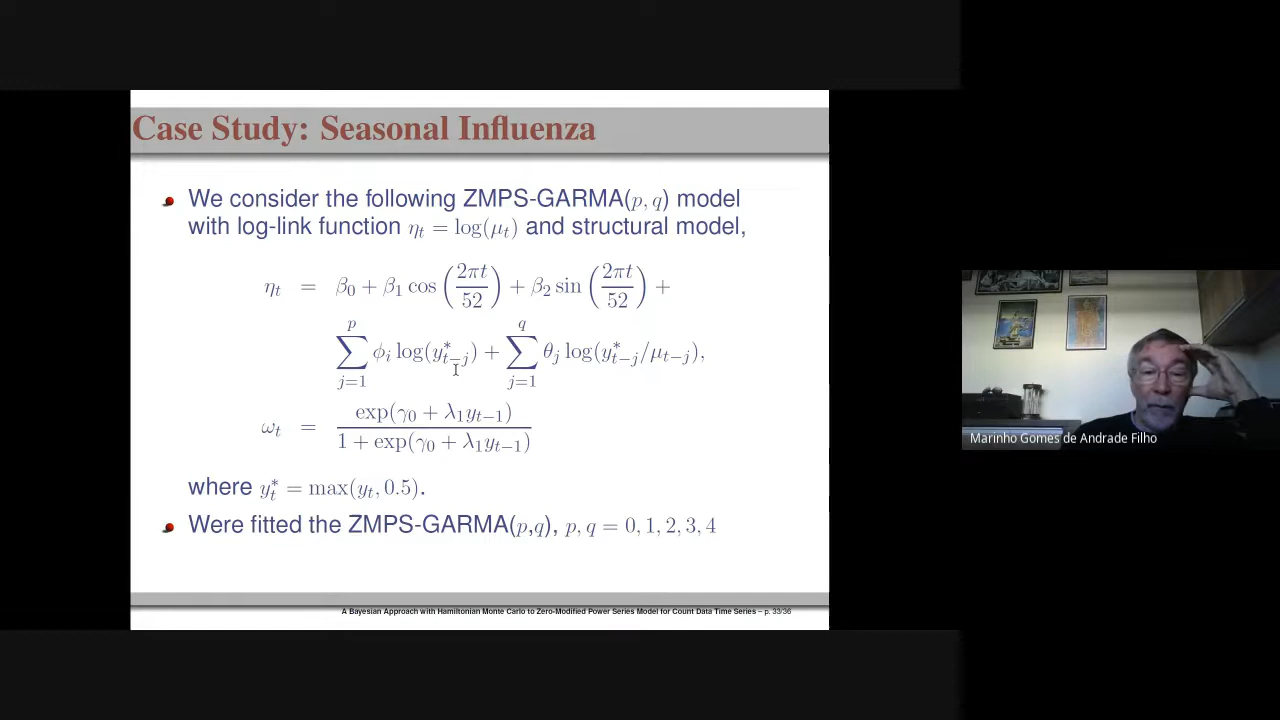 Case Study: Seasonal Influenza
We consider the following ZMPS-GARMA(p, q) model
with log-link function η_t = log(μ_t) and structural model,
η_t = β_0 + β_1 cos(2πt/52) + β_2 sin(2πt/52) +
∑_{j=1}^{p} φ_i log(y*_{t−j}) + ∑_{j=1}^{q} θ_j log(y*_{t−j}/μ_{t−j}),
ω_t = exp(γ_0 + λ_1 y_{t−1}) / 1 + exp(γ_0 + λ_1 y_{t−1})
where y*_t = max(y_t, 0.5).
Were fitted the ZMPS-GARMA(p,q), p, q = 0, 1, 2, 3, 4
A Bayesian Approach with Hamiltonian Monte Carlo to Zero-Modified Power Series Model for Count Data Time Series – p. 33/36
Marinho Gomes de Andrade Filho